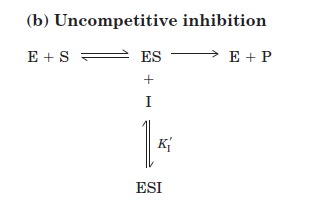 (b) Uncompetitive inhibition
E + S ⇌ ES ⟶ E + P
+
I
K′I
ESI